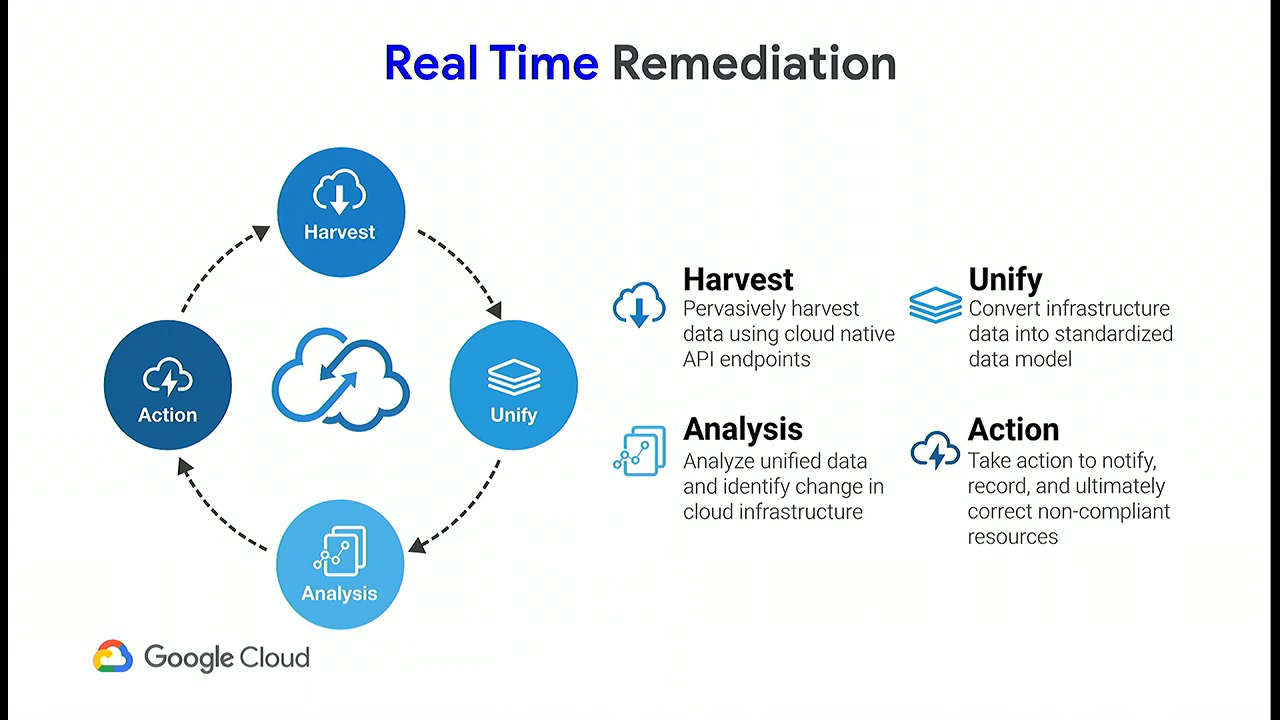 Real Time Remediation
Harvest
Action
Unify
Analysis
Harvest
Pervasively harvest
data using cloud native
API endpoints
Unify
Convert infrastructure
data into standardized
data model
Analysis
Analyze unified data
and identify change in
cloud infrastructure
Action
Take action to notify,
record, and ultimately
correct non-compliant
resources
Google Cloud